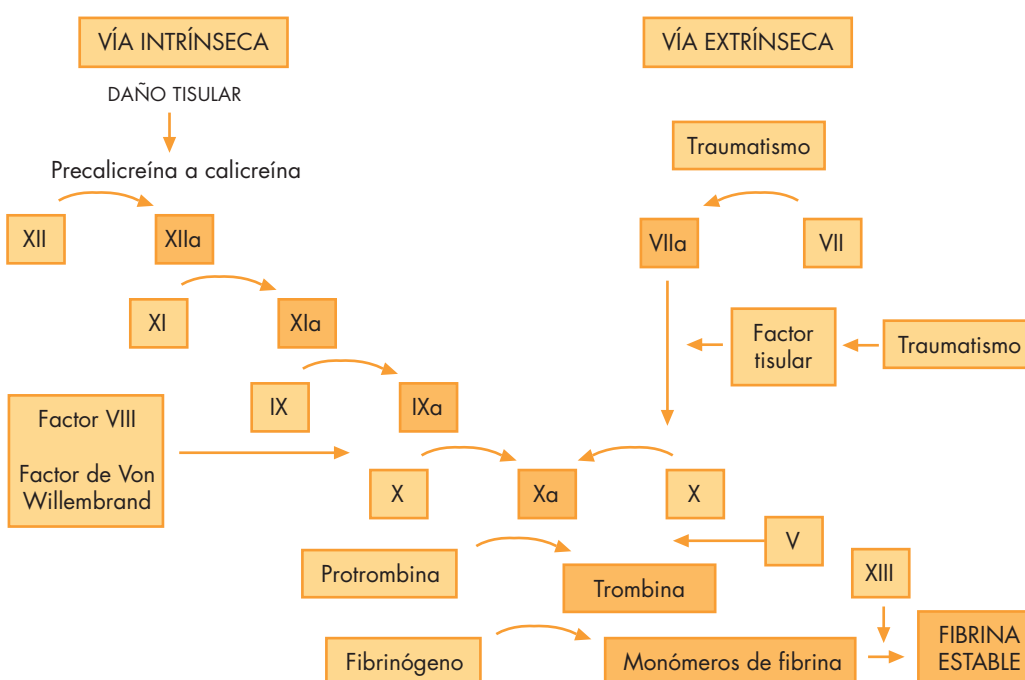 VÍA INTRÍNSECA
VÍA EXTRÍNSECA
DAÑO TISULAR
Precalicreína a calicreína
Traumatismo
XII
XIIa
VIIa
VII
XI
XIa
Factor
tisular
Traumatismo
IX
IXa
Factor VIII
Factor de Von
Willembrand
X
Xa
X
V
Protrombina
Trombina
XIII
Fibrinógeno
Monómeros de fibrina
FIBRINA
ESTABLE